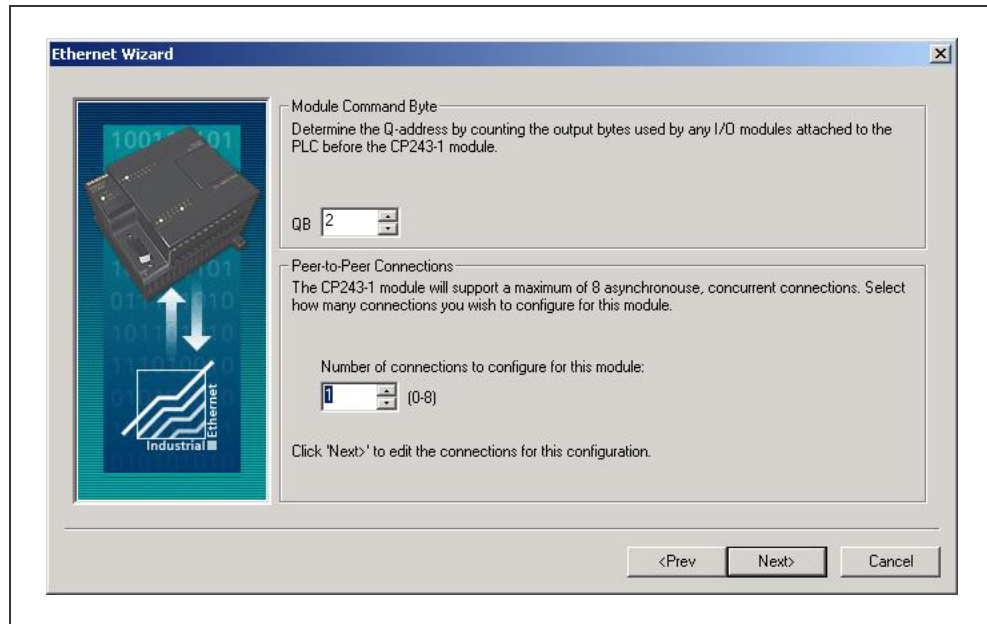 Ethernet Wizard
Module Command Byte
Determine the Q-address by counting the output bytes used by any I/O modules attached to the
PLC before the CP243-1 module.
QB 2
Peer-to-Peer Connections
The CP243-1 module will support a maximum of 8 asynchronouse, concurrent connections. Select
how many connections you wish to configure for this module.
Number of connections to configure for this module:
1 (0-8)
Click 'Next>' to edit the connections for this configuration.
Industrial
Ethernet
<Prev
Next>
Cancel